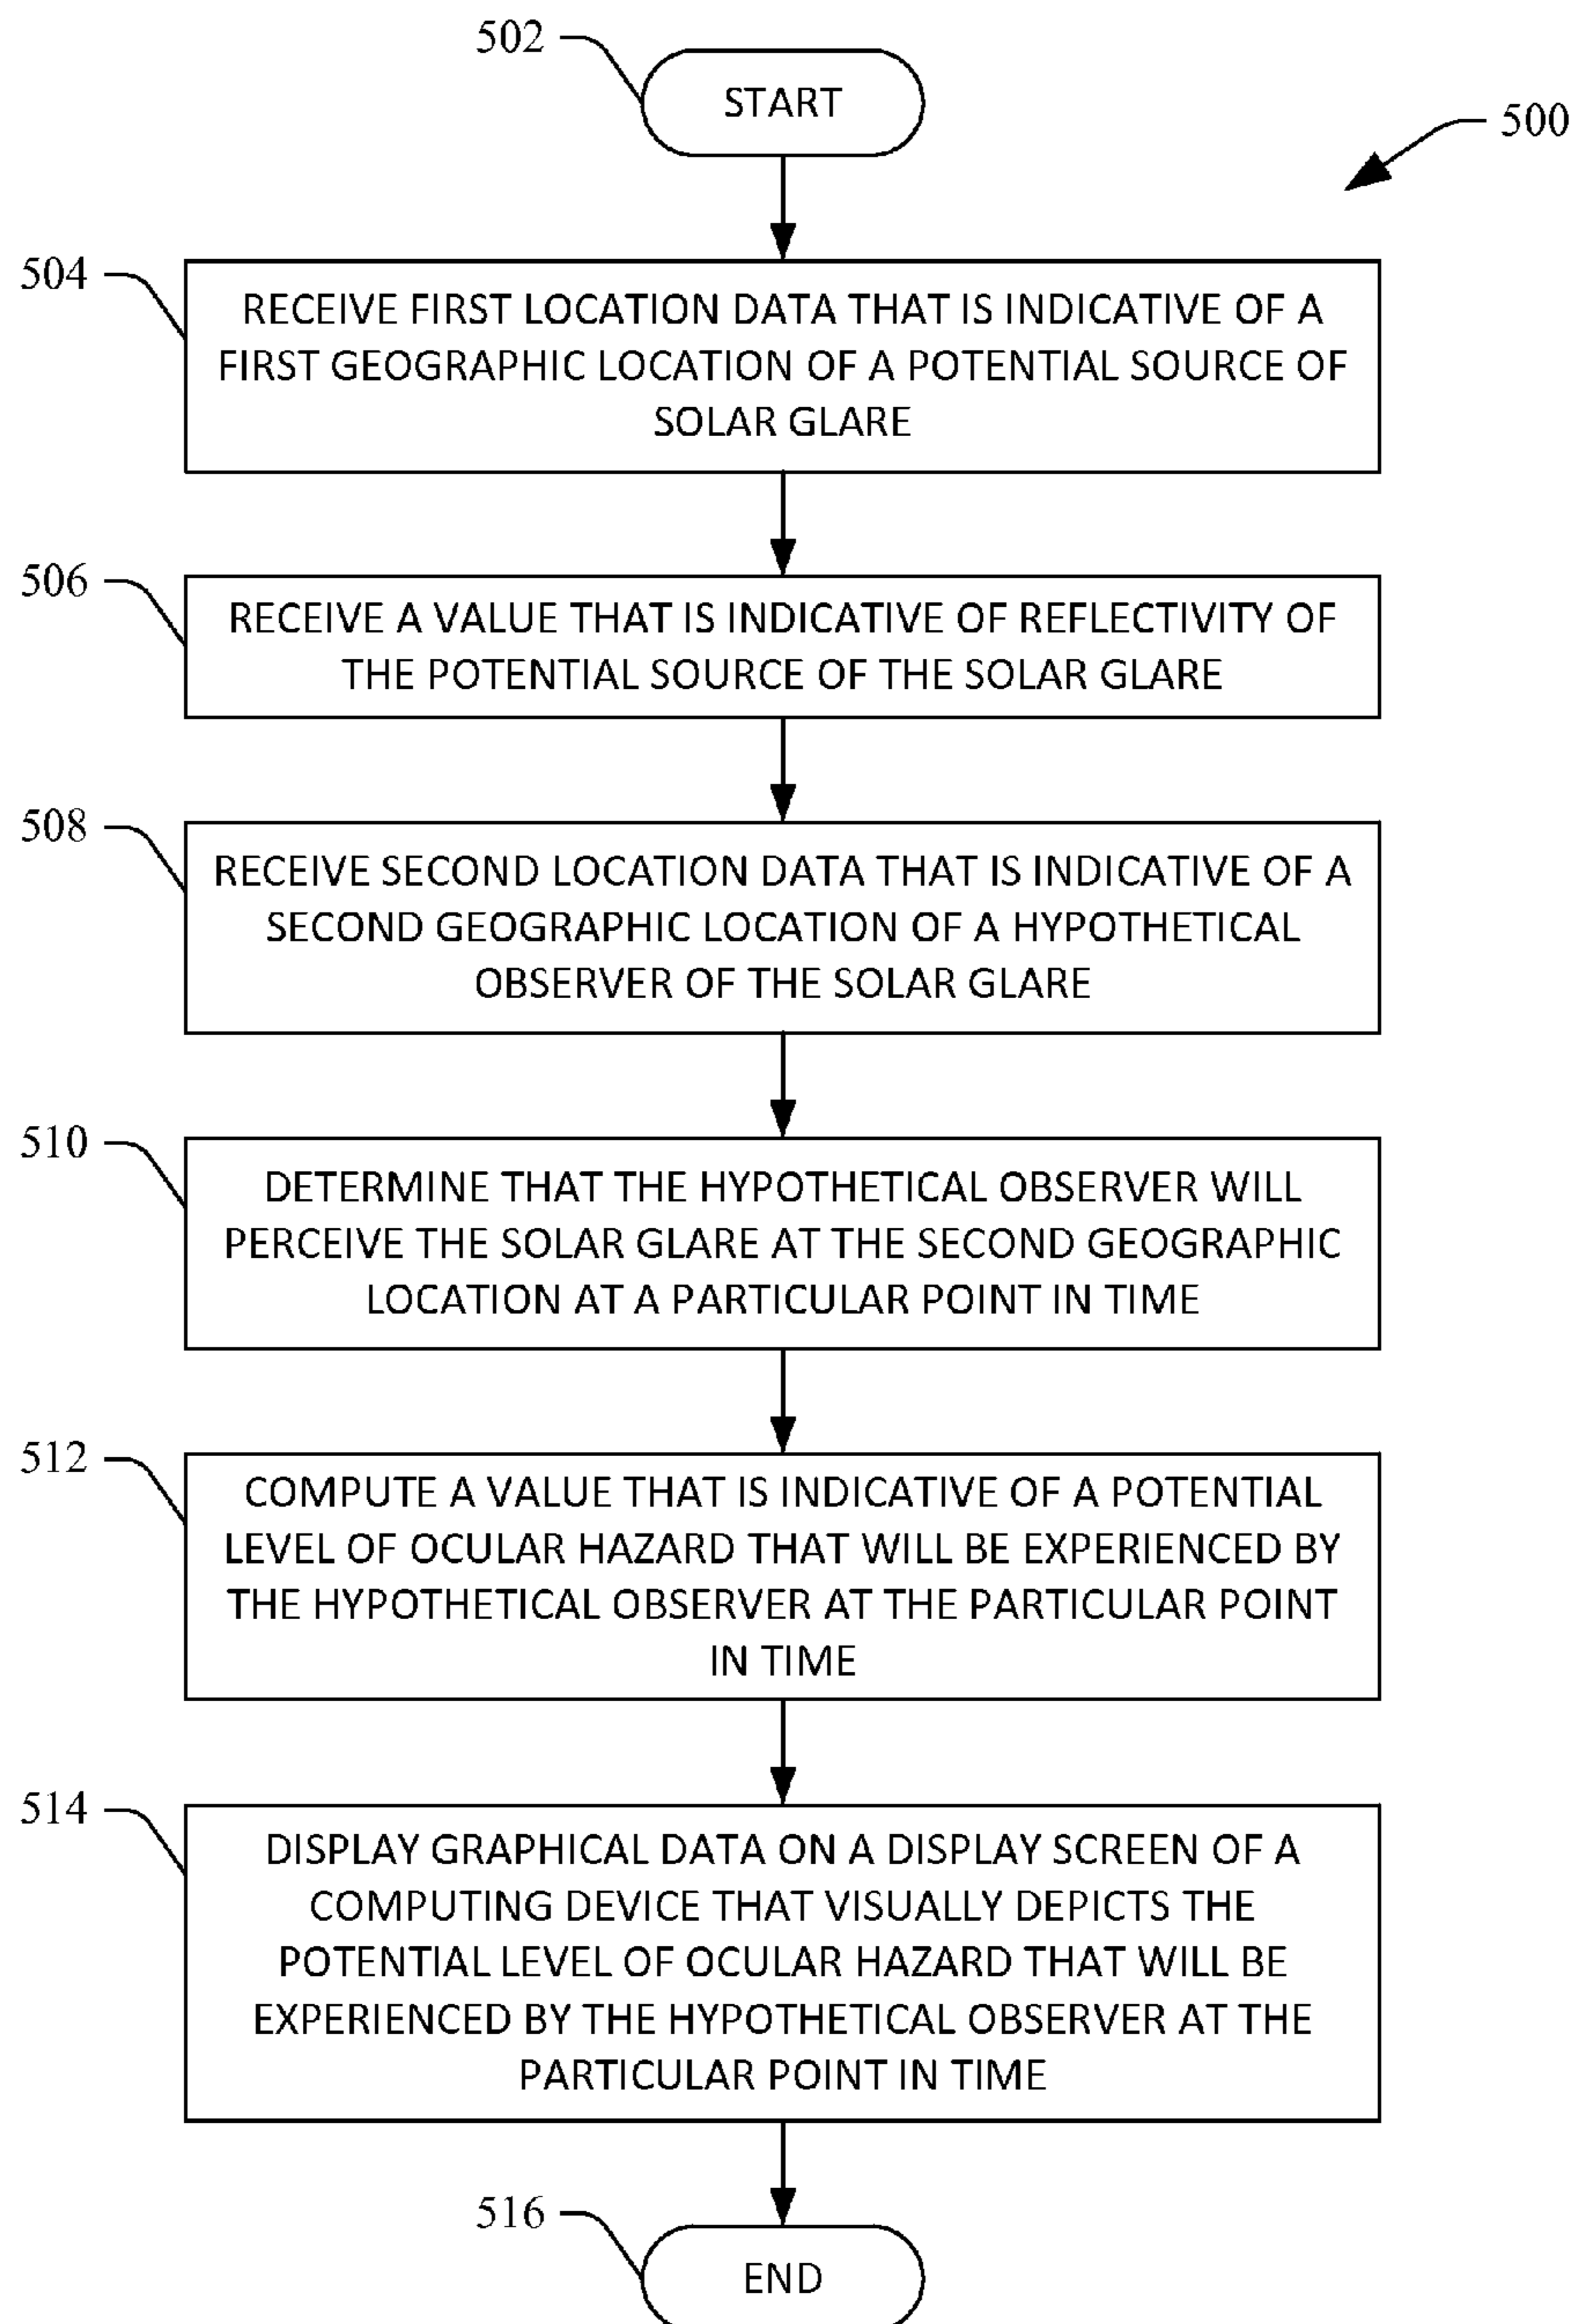 502
START
500
504
RECEIVE FIRST LOCATION DATA THAT IS INDICATIVE OF A
FIRST GEOGRAPHIC LOCATION OF A POTENTIAL SOURCE OF
SOLAR GLARE
506
RECEIVE A VALUE THAT IS INDICATIVE OF REFLECTIVITY OF
THE POTENTIAL SOURCE OF THE SOLAR GLARE
508
RECEIVE SECOND LOCATION DATA THAT IS INDICATIVE OF A
SECOND GEOGRAPHIC LOCATION OF A HYPOTHETICAL
OBSERVER OF THE SOLAR GLARE
510
DETERMINE THAT THE HYPOTHETICAL OBSERVER WILL
PERCEIVE THE SOLAR GLARE AT THE SECOND GEOGRAPHIC
LOCATION AT A PARTICULAR POINT IN TIME
512
COMPUTE A VALUE THAT IS INDICATIVE OF A POTENTIAL
LEVEL OF OCULAR HAZARD THAT WILL BE EXPERIENCED BY
THE HYPOTHETICAL OBSERVER AT THE PARTICULAR POINT
IN TIME
514
DISPLAY GRAPHICAL DATA ON A DISPLAY SCREEN OF A
COMPUTING DEVICE THAT VISUALLY DEPICTS THE
POTENTIAL LEVEL OF OCULAR HAZARD THAT WILL BE
EXPERIENCED BY THE HYPOTHETICAL OBSERVER AT THE
PARTICULAR POINT IN TIME
516
END